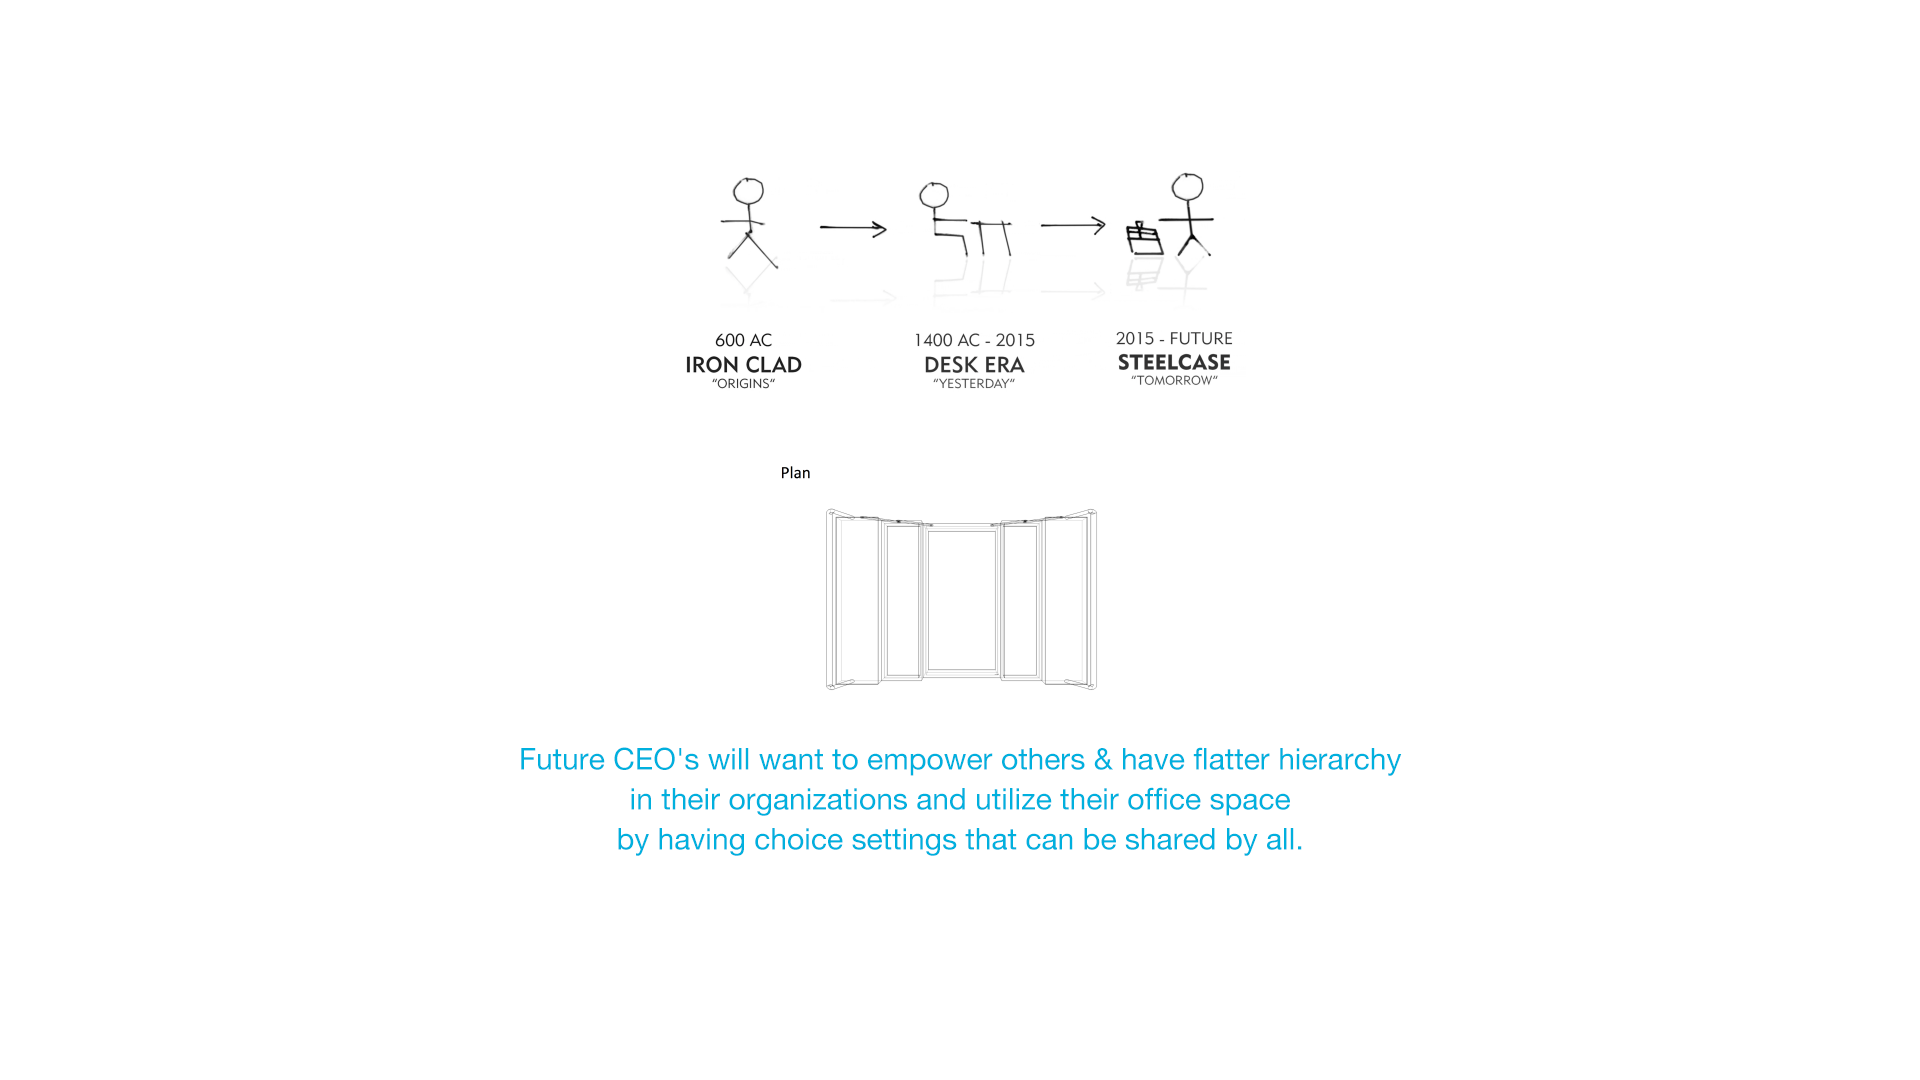 600 AC
IRON CLAD
"ORIGINS"
1400 AC - 2015
DESK ERA
"YESTERDAY"
2015 - FUTURE
STEELCASE
"TOMORROW"
Plan
Future CEO's will want to empower others & have flatter hierarchy
in their organizations and utilize their office space
by having choice settings that can be shared by all.